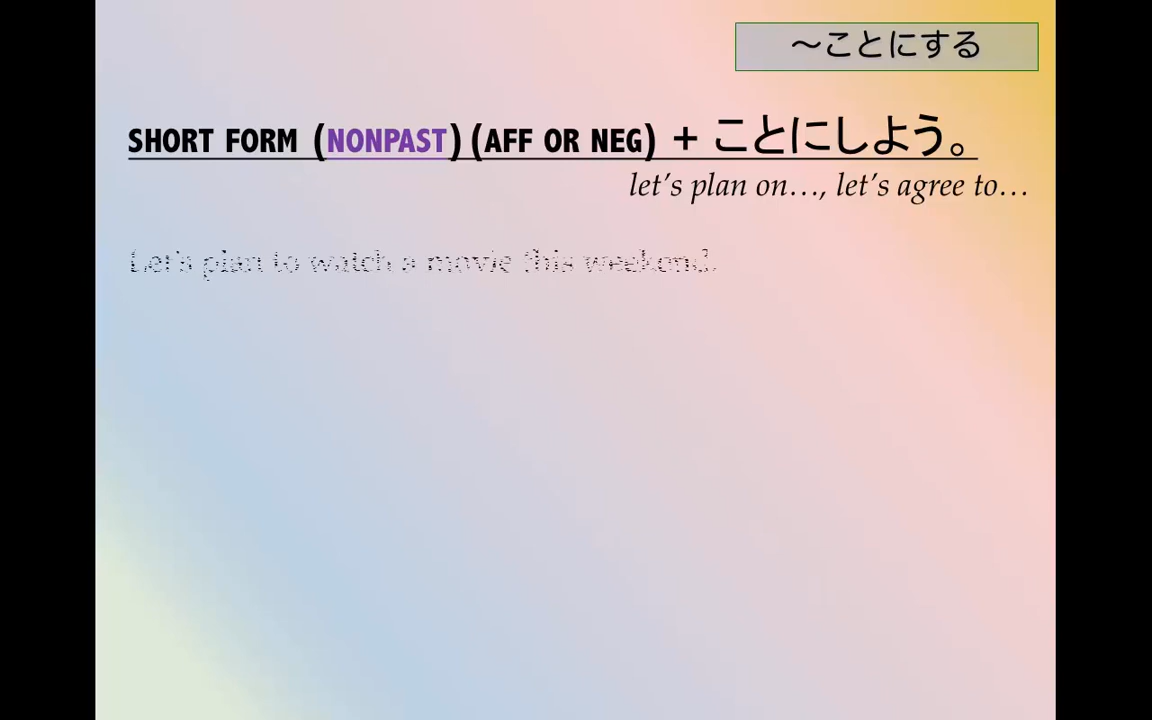 ～ことにする
SHORT FORM (NONPAST) (AFF OR NEG) + ことにしよう。
let's plan on…, let's agree to…
Let's plan to watch a movie this weekend.